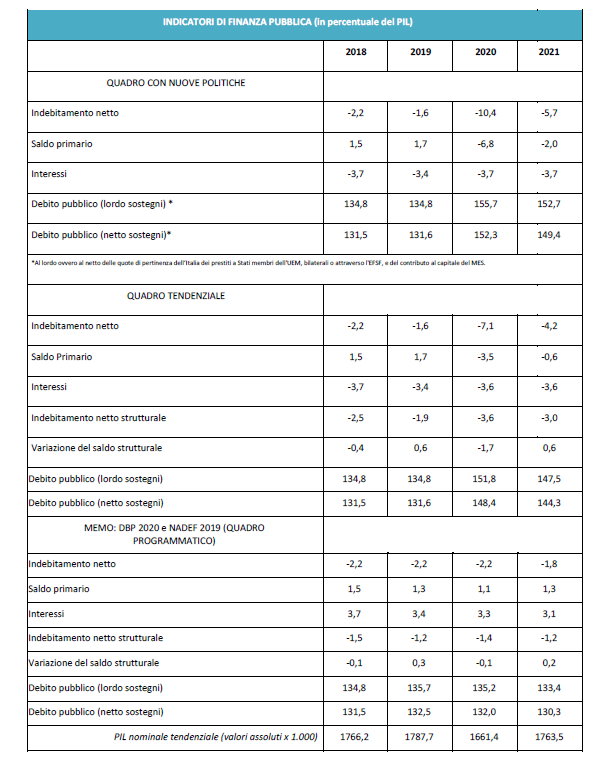 INDICATORI DI FINANZA PUBBLICA (in percentuale del PIL)
2018 2019 2020 2021
QUADRO CON NUOVE POLITICHE
Indebitamento netto -2,2 -1,6 -10,4 -5,7
Saldo primario 1,5 1,7 -6,8 -2,0
Interessi -3,7 -3,4 -3,7 -3,7
Debito pubblico (lordo sostegni) * 134,8 134,8 155,7 152,7
Debito pubblico (netto sostegni)* 131,5 131,6 152,3 149,4
*Al lordo ovvero al netto delle quote di pertinenza dell'Italia dei prestiti a Stati membri dell'UEM, bilaterali o attraverso l'EFSF, e del contributo al capitale del MES.
QUADRO TENDENZIALE
Indebitamento netto -2,2 -1,6 -7,1 -4,2
Saldo Primario 1,5 1,7 -3,5 -0,6
Interessi -3,7 -3,4 -3,6 -3,6
Indebitamento netto strutturale -2,5 -1,9 -3,6 -3,0
Variazione del saldo strutturale -0,4 0,6 -1,7 0,6
Debito pubblico (lordo sostegni) 134,8 134,8 151,8 147,5
Debito pubblico (netto sostegni) 131,5 131,6 148,4 144,3
MEMO: DBP 2020 e NADEF 2019 (QUADRO
PROGRAMMATICO)
Indebitamento netto -2,2 -2,2 -2,2 -1,8
Saldo primario 1,5 1,3 1,1 1,3
Interessi 3,7 3,4 3,3 3,1
Indebitamento netto strutturale -1,5 -1,2 -1,4 -1,2
Variazione del saldo strutturale -0,1 0,3 -0,1 0,2
Debito pubblico (lordo sostegni) 134,8 135,7 135,2 133,4
Debito pubblico (netto sostegni) 131,5 132,5 132,0 130,3
PIL nominale tendenziale (valori assoluti x 1.000) 1766,2 1787,7 1661,4 1763,5